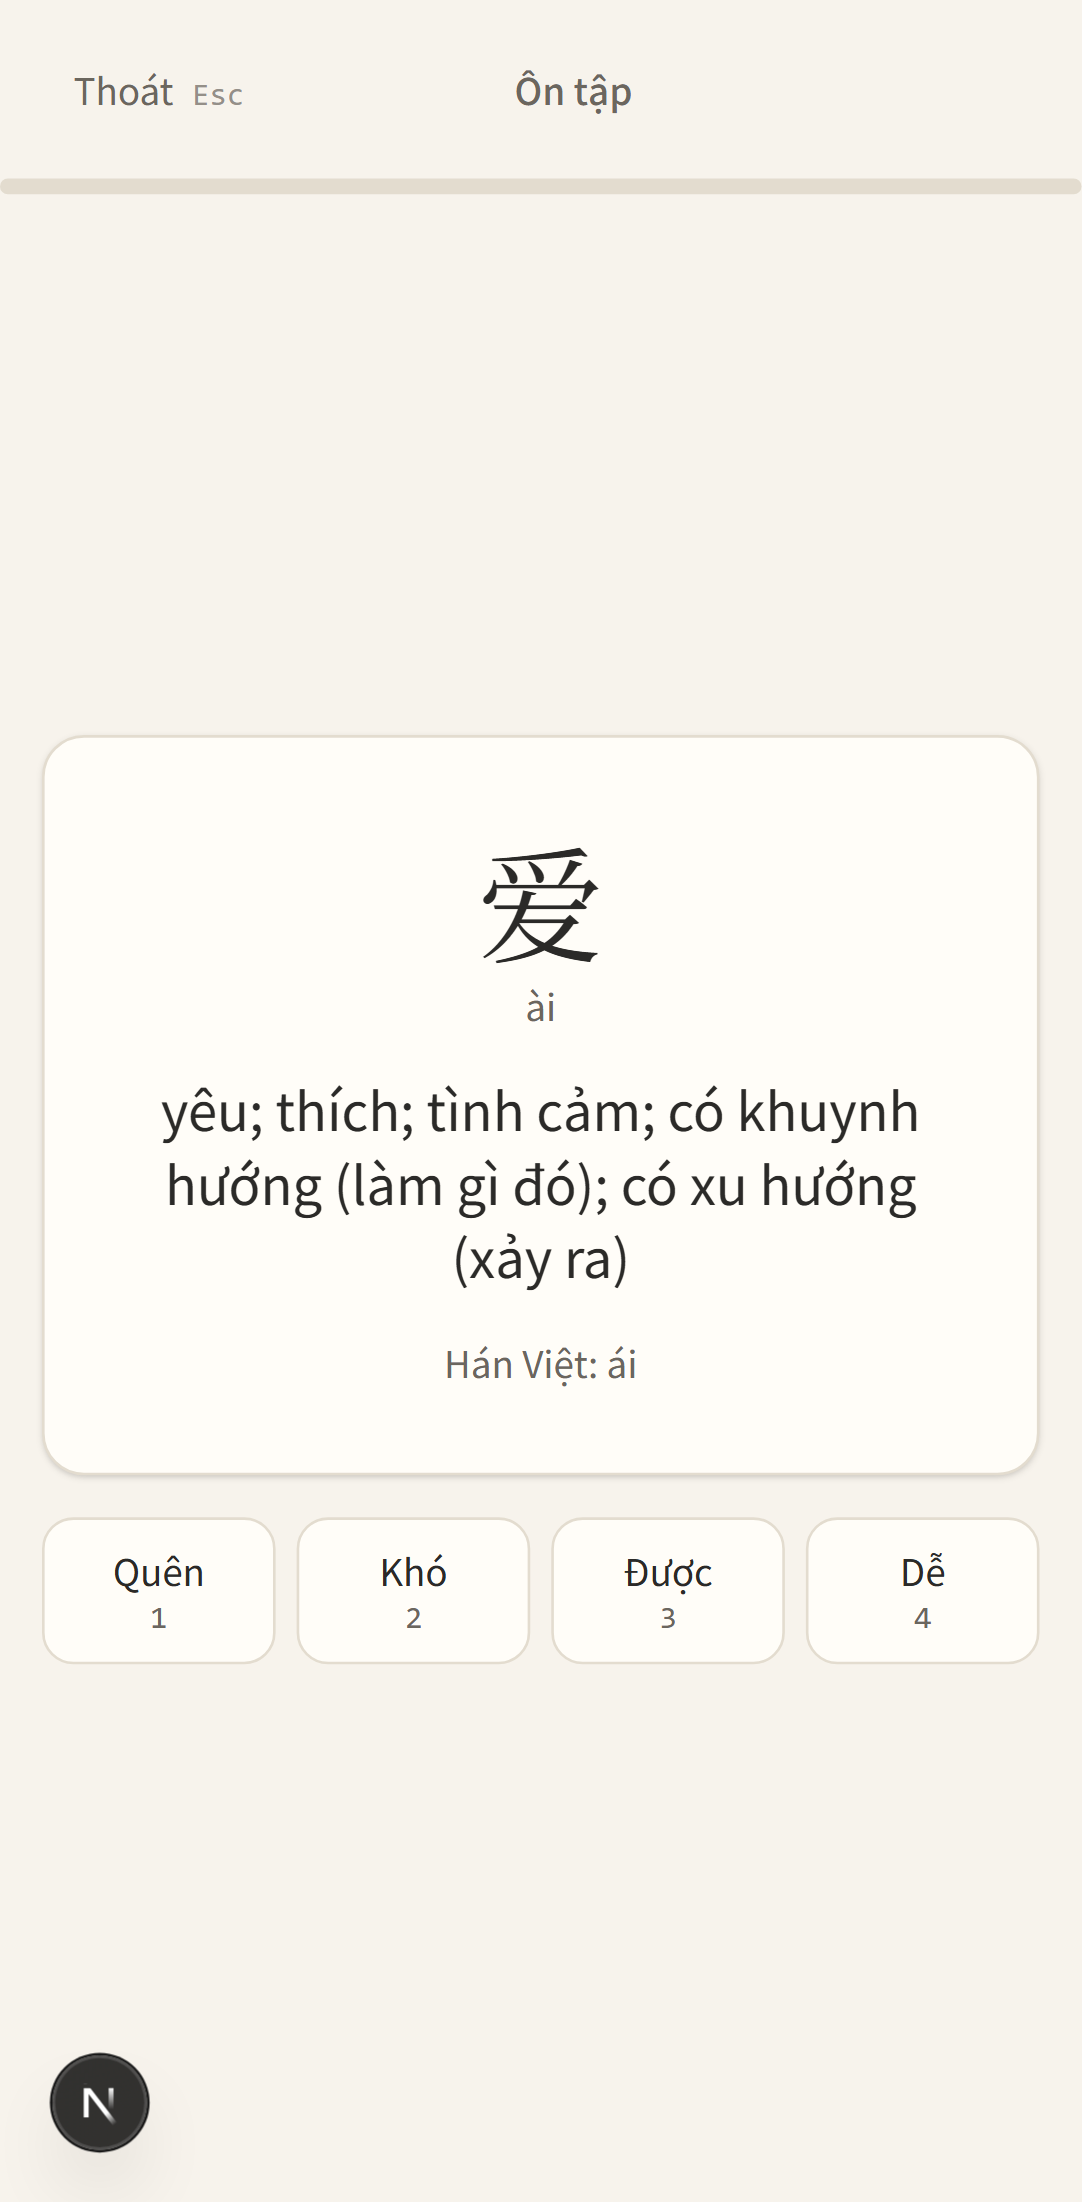 Thoát Esc
Ôn tập
爱
ài
yêu; thích; tình cảm; có khuynh
hướng (làm gì đó); có xu hướng
(xảy ra)
Hán Việt: ái
Quên
1
Khó
2
Được
3
Dễ
4
N